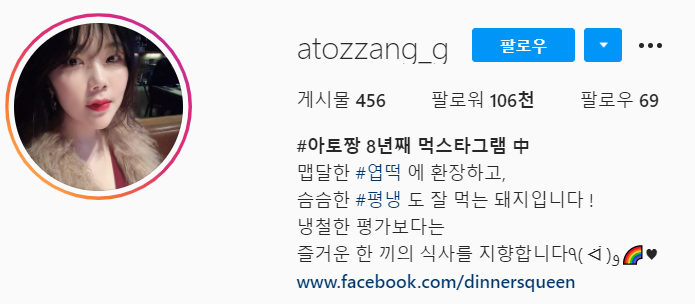 atozzang_g 팔로우
게시물 456 팔로워 106천 팔로우 69
#아토짱 8년째 먹스타그램 中
맵달한 #엽떡 에 환장하고,
슴슴한 #평냉 도 잘 먹는 돼지입니다 !
냉철한 평가보다는
즐거운 한 끼의 식사를 지향합니다٩( ᐛ )و🌈♥
www.facebook.com/dinnersqueen